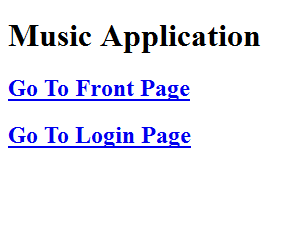 Music Application
Go To Front Page
Go To Login Page